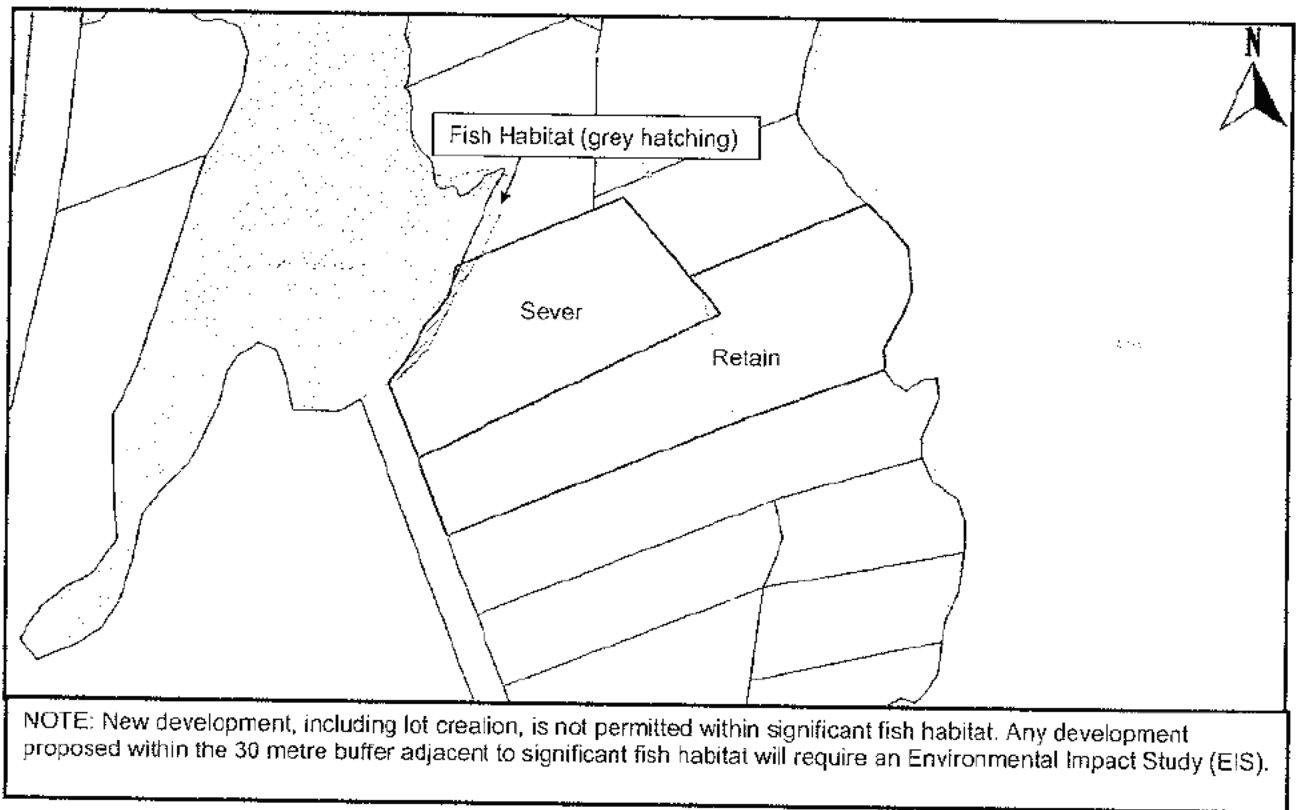 N
Fish Habitat (grey hatching)
Sever
Retain
NOTE: New development, including lot creation, is not permitted within significant fish habitat. Any development
proposed within the 30 metre buffer adjacent to significant fish habitat will require an Environmental Impact Study (EIS).